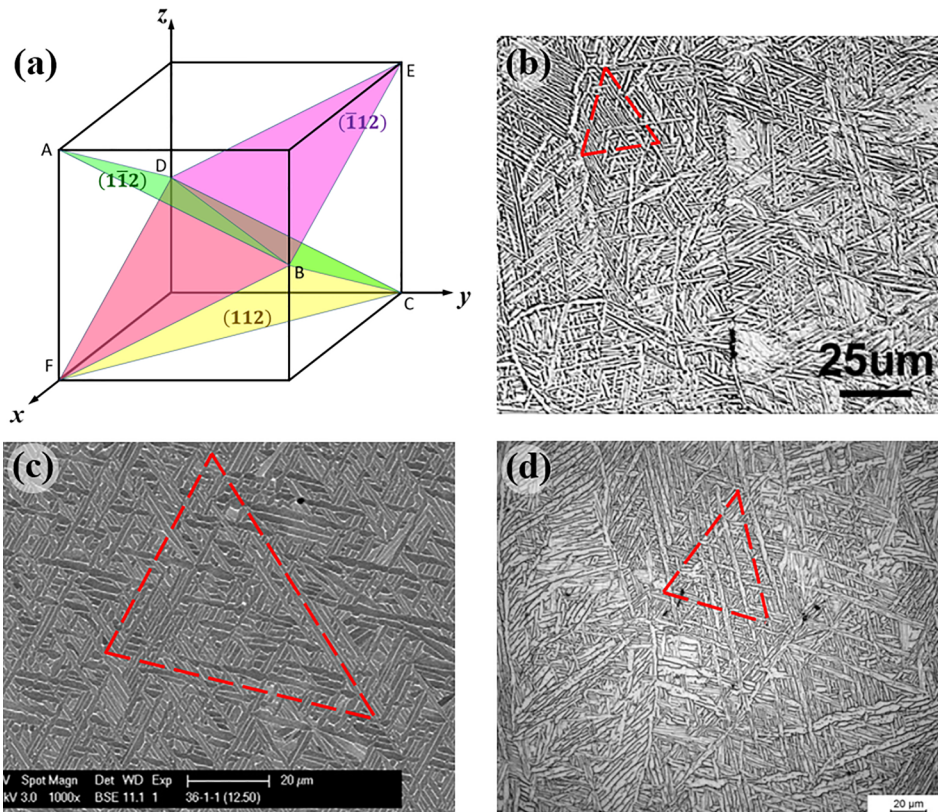 (a)
z
E
(1̅12)
A
D
(11̅2)
B
C
y
(112)
F
x
(b)
25um
(c)
V Spot Magn Det WD Exp 20 μm
kV 3.0 1000x BSE 11.1 1 36-1-1 (12.50)
(d)
20 μm